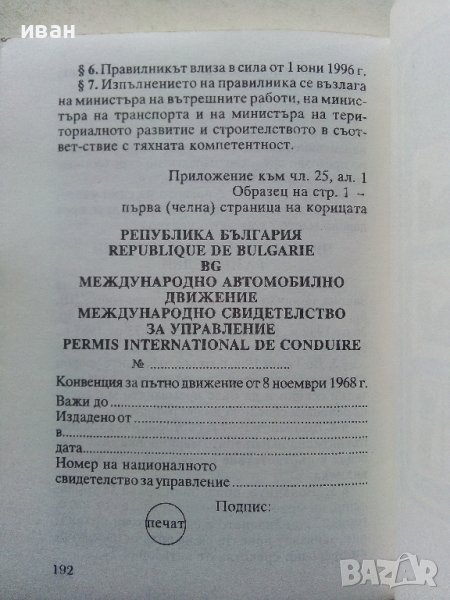 иван
§ 6. Правилникът влиза в сила от 1 юни 1996 г.
§ 7. Изпълнението на правилника се възлага
на министъра на вътрешните работи, на минис-
търа на транспорта и на министъра на тери-
ториалното развитие и строителството в съот-
вет-ствие с тяхната компетентност.
Приложение към чл. 25, ал. 1
Образец на стр. 1 –
първа (челна) страница на корицата
РЕПУБЛИКА БЪЛГАРИЯ
REPUBLIQUE DE BULGARIE
BG
МЕЖДУНАРОДНО АВТОМОБИЛНО
ДВИЖЕНИЕ
МЕЖДУНАРОДНО СВИДЕТЕЛСТВО
ЗА УПРАВЛЕНИЕ
PERMIS INTERNATIONAL DE CONDUIRE
№ ..............................
Конвенция за пътно движение от 8 ноември 1968 г.
Важи до
Издадено от
в
дата
Номер на националното
свидетелство за управление
Подпис:
печат
192
BAZAR